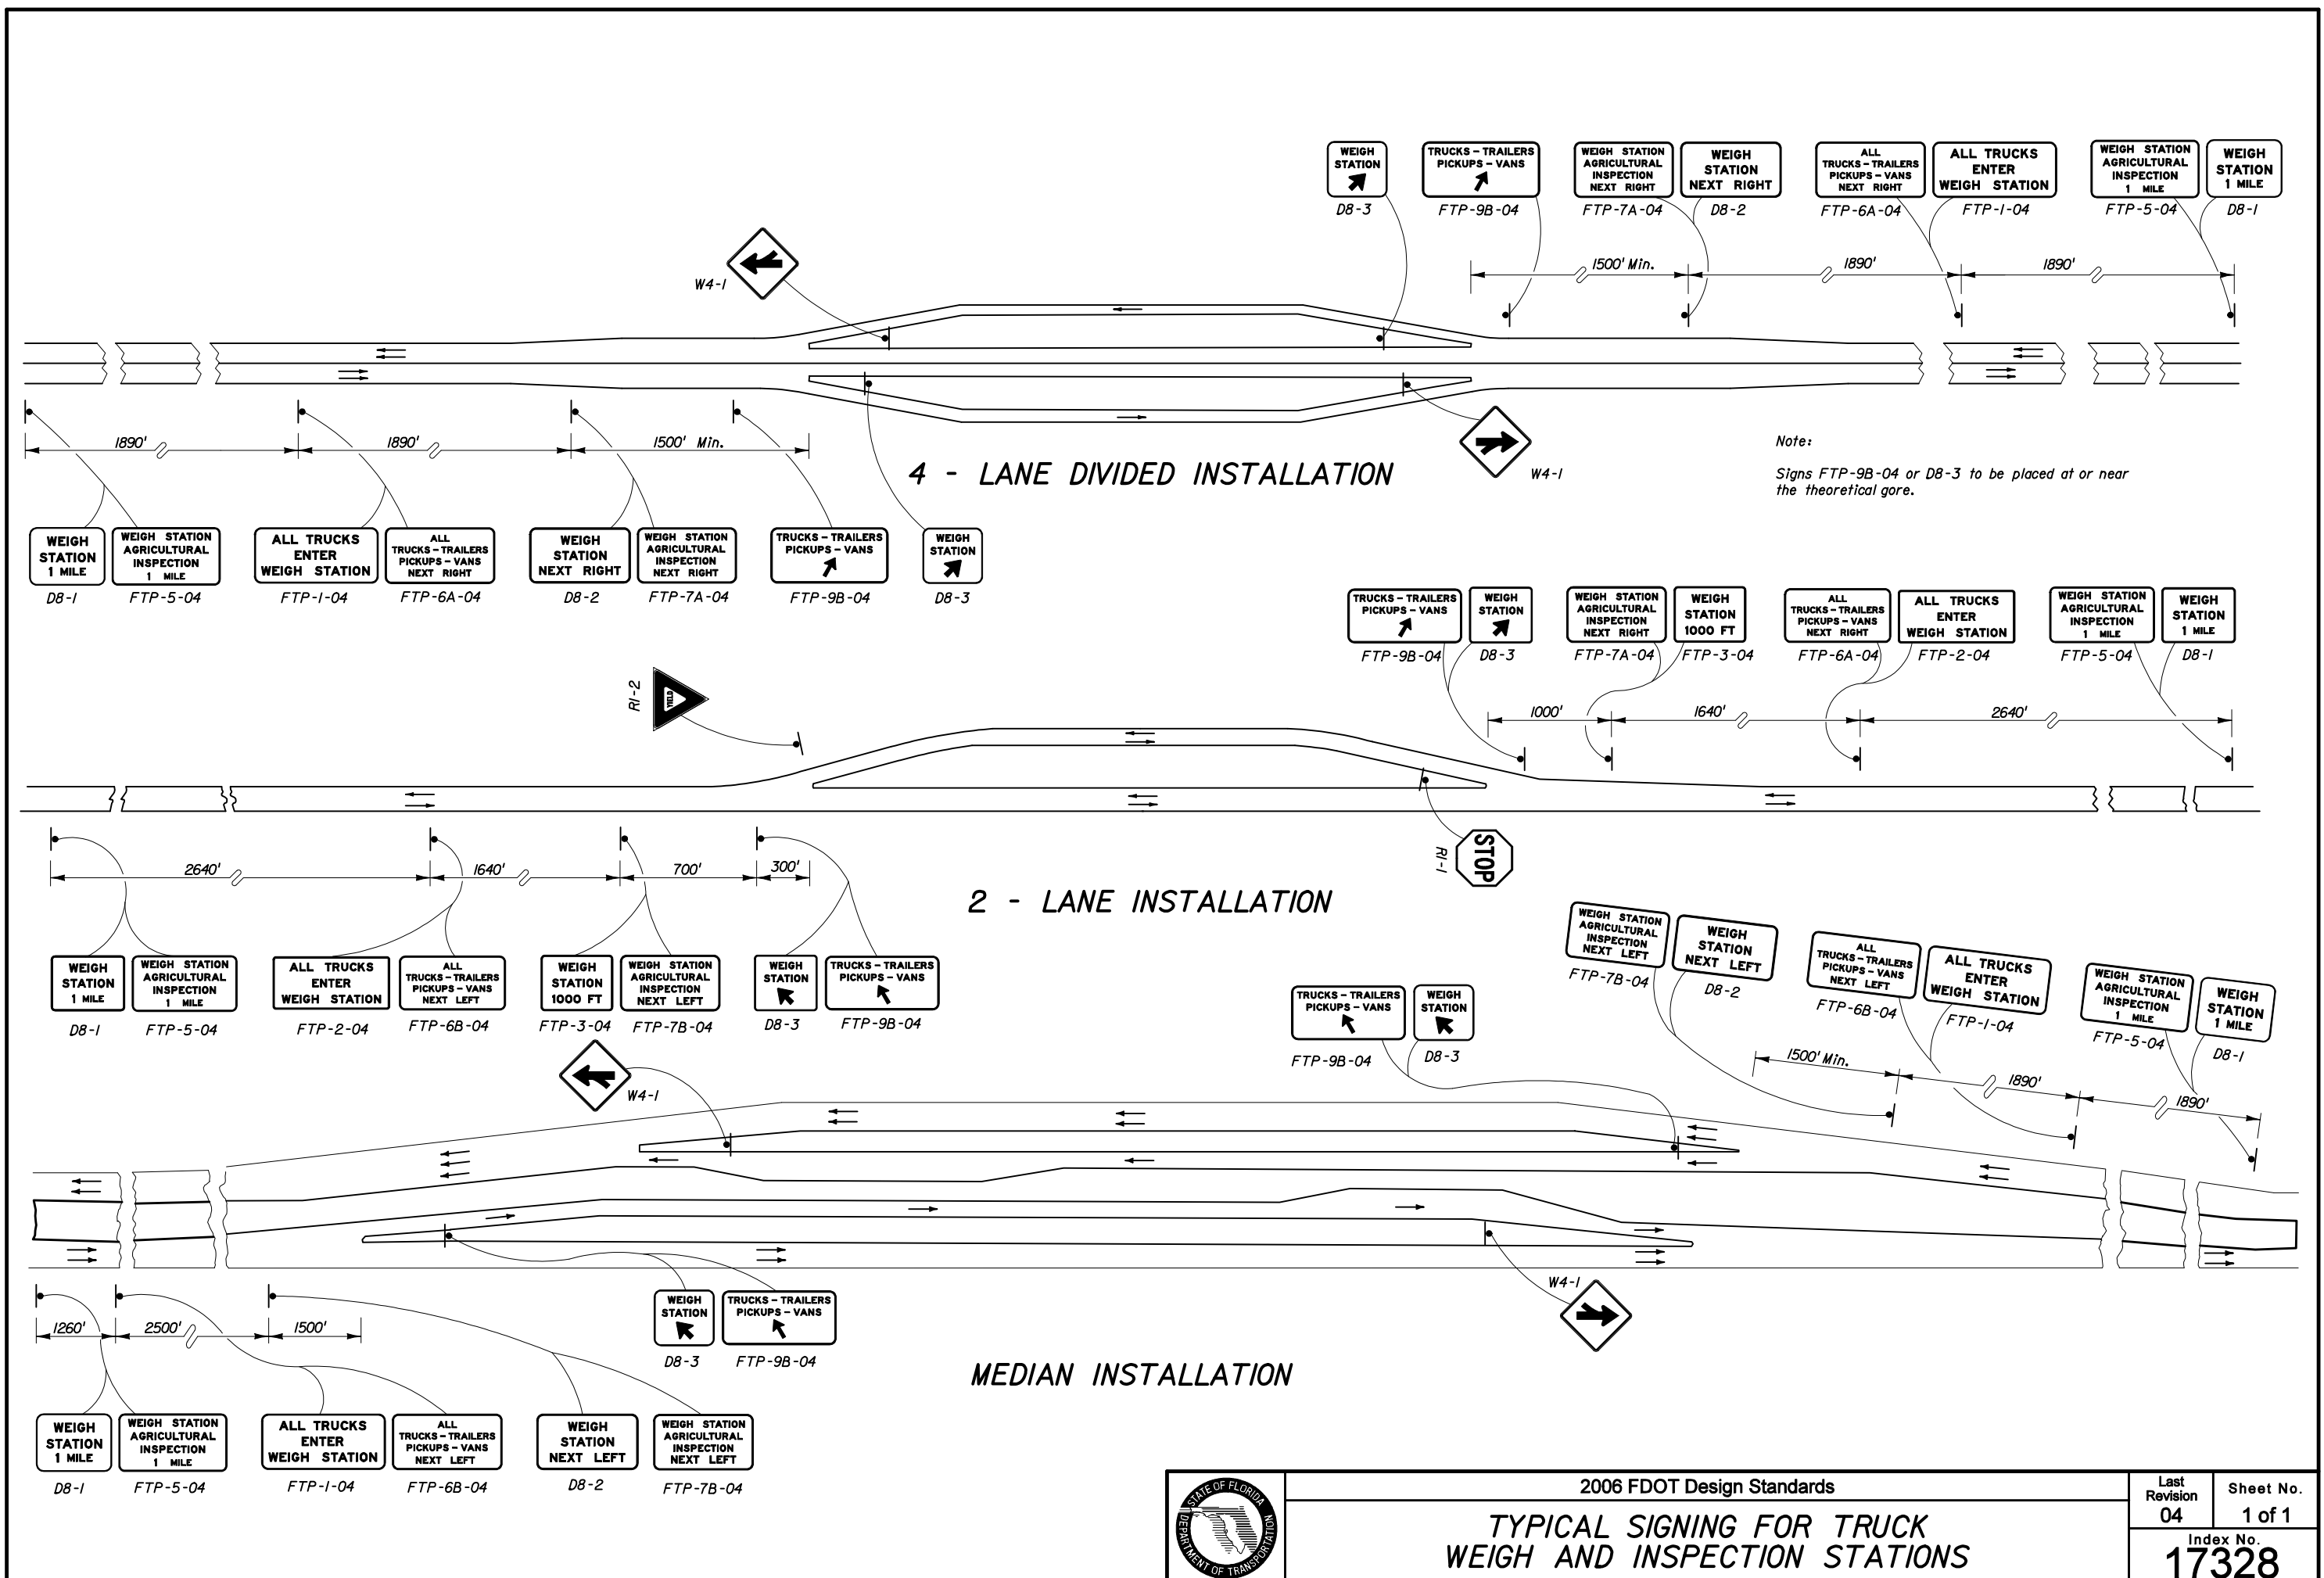 WEIGH
STATION
D8-3
TRUCKS - TRAILERS
PICKUPS - VANS
FTP-9B-04
WEIGH STATION
AGRICULTURAL
INSPECTION
NEXT RIGHT
FTP-7A-04
WEIGH
STATION
NEXT RIGHT
D8-2
ALL
TRUCKS - TRAILERS
PICKUPS - VANS
NEXT RIGHT
FTP-6A-04
ALL TRUCKS
ENTER
WEIGH STATION
FTP-1-04
WEIGH STATION
AGRICULTURAL
INSPECTION
1 MILE
FTP-5-04
WEIGH
STATION
1 MILE
D8-1
W4-1
1500' Min.
1890'
1890'
1890'
1890'
1500' Min.
4 - LANE DIVIDED INSTALLATION
W4-1
Note:
Signs FTP-9B-04 or D8-3 to be placed at or near
the theoretical gore.
WEIGH
STATION
1 MILE
D8-1
WEIGH STATION
AGRICULTURAL
INSPECTION
1 MILE
FTP-5-04
ALL TRUCKS
ENTER
WEIGH STATION
FTP-1-04
ALL
TRUCKS - TRAILERS
PICKUPS - VANS
NEXT RIGHT
FTP-6A-04
WEIGH
STATION
NEXT RIGHT
D8-2
WEIGH STATION
AGRICULTURAL
INSPECTION
NEXT RIGHT
FTP-7A-04
TRUCKS - TRAILERS
PICKUPS - VANS
FTP-9B-04
WEIGH
STATION
D8-3
TRUCKS - TRAILERS
PICKUPS - VANS
FTP-9B-04
WEIGH
STATION
D8-3
WEIGH STATION
AGRICULTURAL
INSPECTION
NEXT RIGHT
FTP-7A-04
WEIGH
STATION
1000 FT
FTP-3-04
ALL
TRUCKS - TRAILERS
PICKUPS - VANS
NEXT RIGHT
FTP-6A-04
ALL TRUCKS
ENTER
WEIGH STATION
FTP-2-04
WEIGH STATION
AGRICULTURAL
INSPECTION
1 MILE
FTP-5-04
WEIGH
STATION
1 MILE
D8-1
R1-2
YIELD
1000'
1640'
2640'
R1-1
STOP
2640'
1640'
700'
300'
2 - LANE INSTALLATION
WEIGH
STATION
1 MILE
D8-1
WEIGH STATION
AGRICULTURAL
INSPECTION
1 MILE
FTP-5-04
ALL TRUCKS
ENTER
WEIGH STATION
FTP-2-04
ALL
TRUCKS - TRAILERS
PICKUPS - VANS
NEXT LEFT
FTP-6B-04
WEIGH
STATION
1000 FT
FTP-3-04
WEIGH STATION
AGRICULTURAL
INSPECTION
NEXT LEFT
FTP-7B-04
WEIGH
STATION
D8-3
TRUCKS - TRAILERS
PICKUPS - VANS
FTP-9B-04
TRUCKS - TRAILERS
PICKUPS - VANS
FTP-9B-04
WEIGH
STATION
D8-3
WEIGH STATION
AGRICULTURAL
INSPECTION
NEXT LEFT
FTP-7B-04
WEIGH
STATION
NEXT LEFT
D8-2
ALL
TRUCKS - TRAILERS
PICKUPS - VANS
NEXT LEFT
FTP-6B-04
ALL TRUCKS
ENTER
WEIGH STATION
FTP-1-04
WEIGH STATION
AGRICULTURAL
INSPECTION
1 MILE
FTP-5-04
WEIGH
STATION
1 MILE
D8-1
W4-1
1500' Min.
1890'
1890'
W4-1
1260'
2500'
1500'
WEIGH
STATION
D8-3
TRUCKS - TRAILERS
PICKUPS - VANS
FTP-9B-04
MEDIAN INSTALLATION
WEIGH
STATION
1 MILE
D8-1
WEIGH STATION
AGRICULTURAL
INSPECTION
1 MILE
FTP-5-04
ALL TRUCKS
ENTER
WEIGH STATION
FTP-1-04
ALL
TRUCKS - TRAILERS
PICKUPS - VANS
NEXT LEFT
FTP-6B-04
WEIGH
STATION
NEXT LEFT
D8-2
WEIGH STATION
AGRICULTURAL
INSPECTION
NEXT LEFT
FTP-7B-04
STATE OF FLORIDA
DEPARTMENT OF TRANSPORTATION
2006 FDOT Design Standards
TYPICAL SIGNING FOR TRUCK
WEIGH AND INSPECTION STATIONS
Last
Revision
04
Sheet No.
1 of 1
Index No.
17328